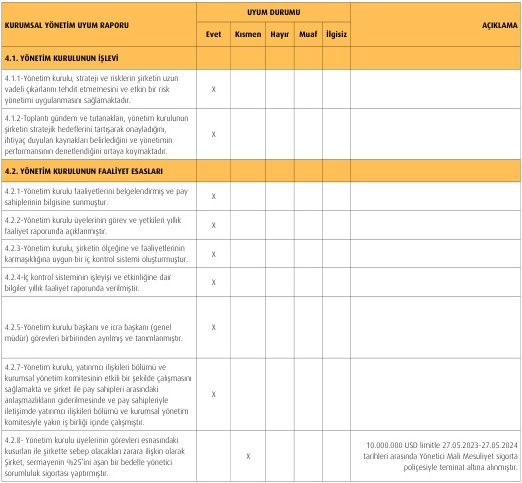 KURUMSAL YÖNETİM UYUM RAPORU
UYUM DURUMU
AÇIKLAMA
Evet Kısmen Hayır Muaf İlgisiz
4.1. YÖNETİM KURULUNUN İŞLEVİ
4.1.1-Yönetim kurulu, strateji ve risklerin şirketin uzun
vadeli çıkarlarını tehdit etmemesini ve etkin bir risk
yönetimi uygulanmasını sağlamaktadır.
X
4.1.2-Toplantı gündem ve tutanakları, yönetim kurulunun
şirketin stratejik hedeflerini tartışarak onayladığını,
ihtiyaç duyulan kaynakları belirlediğini ve yönetimin
performansının denetlendiğini ortaya koymaktadır.
X
4.2. YÖNETİM KURULUNUN FAALİYET ESASLARI
4.2.1-Yönetim kurulu faaliyetlerini belgelendirmiş ve pay
sahiplerinin bilgisine sunmuştur.
X
4.2.2-Yönetim kurulu üyelerinin görev ve yetkileri yıllık
faaliyet raporunda açıklanmıştır.
X
4.2.3-Yönetim kurulu, şirketin ölçeğine ve faaliyetlerinin
karmaşıklığına uygun bir iç kontrol sistemi oluşturmuştur.
X
4.2.4-İç kontrol sisteminin işleyişi ve etkinliğine dair
bilgiler yıllık faaliyet raporunda verilmiştir.
X
4.2.5-Yönetim kurulu başkanı ve icra başkanı (genel
müdür) görevleri birbirinden ayrılmış ve tanımlanmıştır.
X
4.2.7-Yönetim kurulu, yatırımcı ilişkileri bölümü ve
kurumsal yönetim komitesinin etkili bir şekilde çalışmasını
sağlamakta ve şirket ile pay sahipleri arasındaki
anlaşmazlıkların giderilmesinde ve pay sahipleriyle
iletişimde yatırımcı ilişkileri bölümü ve kurumsal yönetim
komitesiyle yakın iş birliği içinde çalışmıştır.
X
4.2.8- Yönetim kurulu üyelerinin görevleri esnasındaki
kusurları ile şirkette sebep olacakları zarara ilişkin olarak
Şirket, sermayenin %25'ini aşan bir bedelle yönetici
sorumluluk sigortası yaptırmıştır.
X
10.000.000 USD limitle 27.05.2023-27.05.2024
tarihleri arasında Yönetici Mali Mesuliyet sigorta
poliçesiyle teminat altına alınmıştır.